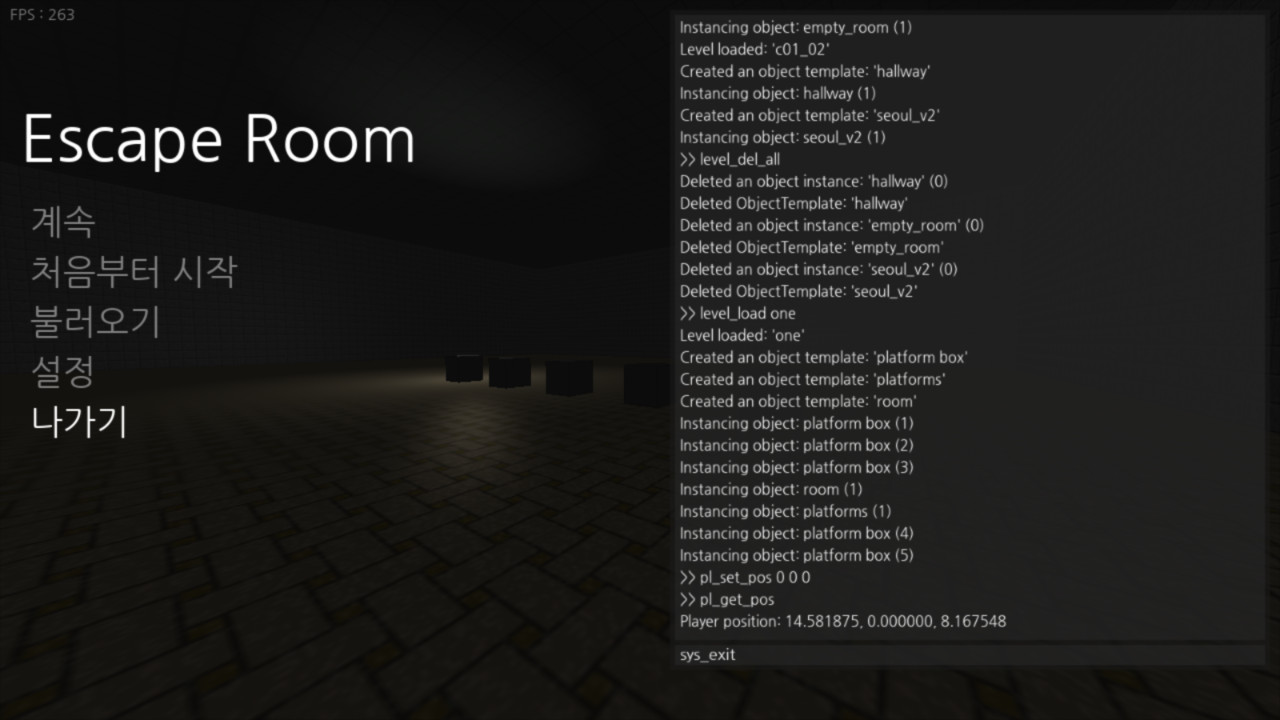 FPS : 263
Escape Room
계속
처음부터 시작
불러오기
설정
나가기
Instancing object: empty_room (1)
Level loaded: 'c01_02'
Created an object template: 'hallway'
Instancing object: hallway (1)
Created an object template: 'seoul_v2'
Instancing object: seoul_v2 (1)
>> level_del_all
Deleted an object instance: 'hallway' (0)
Deleted ObjectTemplate: 'hallway'
Deleted an object instance: 'empty_room' (0)
Deleted ObjectTemplate: 'empty_room'
Deleted an object instance: 'seoul_v2' (0)
Deleted ObjectTemplate: 'seoul_v2'
>> level_load one
Level loaded: 'one'
Created an object template: 'platform box'
Created an object template: 'platforms'
Created an object template: 'room'
Instancing object: platform box (1)
Instancing object: platform box (2)
Instancing object: platform box (3)
Instancing object: room (1)
Instancing object: platforms (1)
Instancing object: platform box (4)
Instancing object: platform box (5)
>> pl_set_pos 0 0 0
>> pl_get_pos
Player position: 14.581875, 0.000000, 8.167548
sys_exit